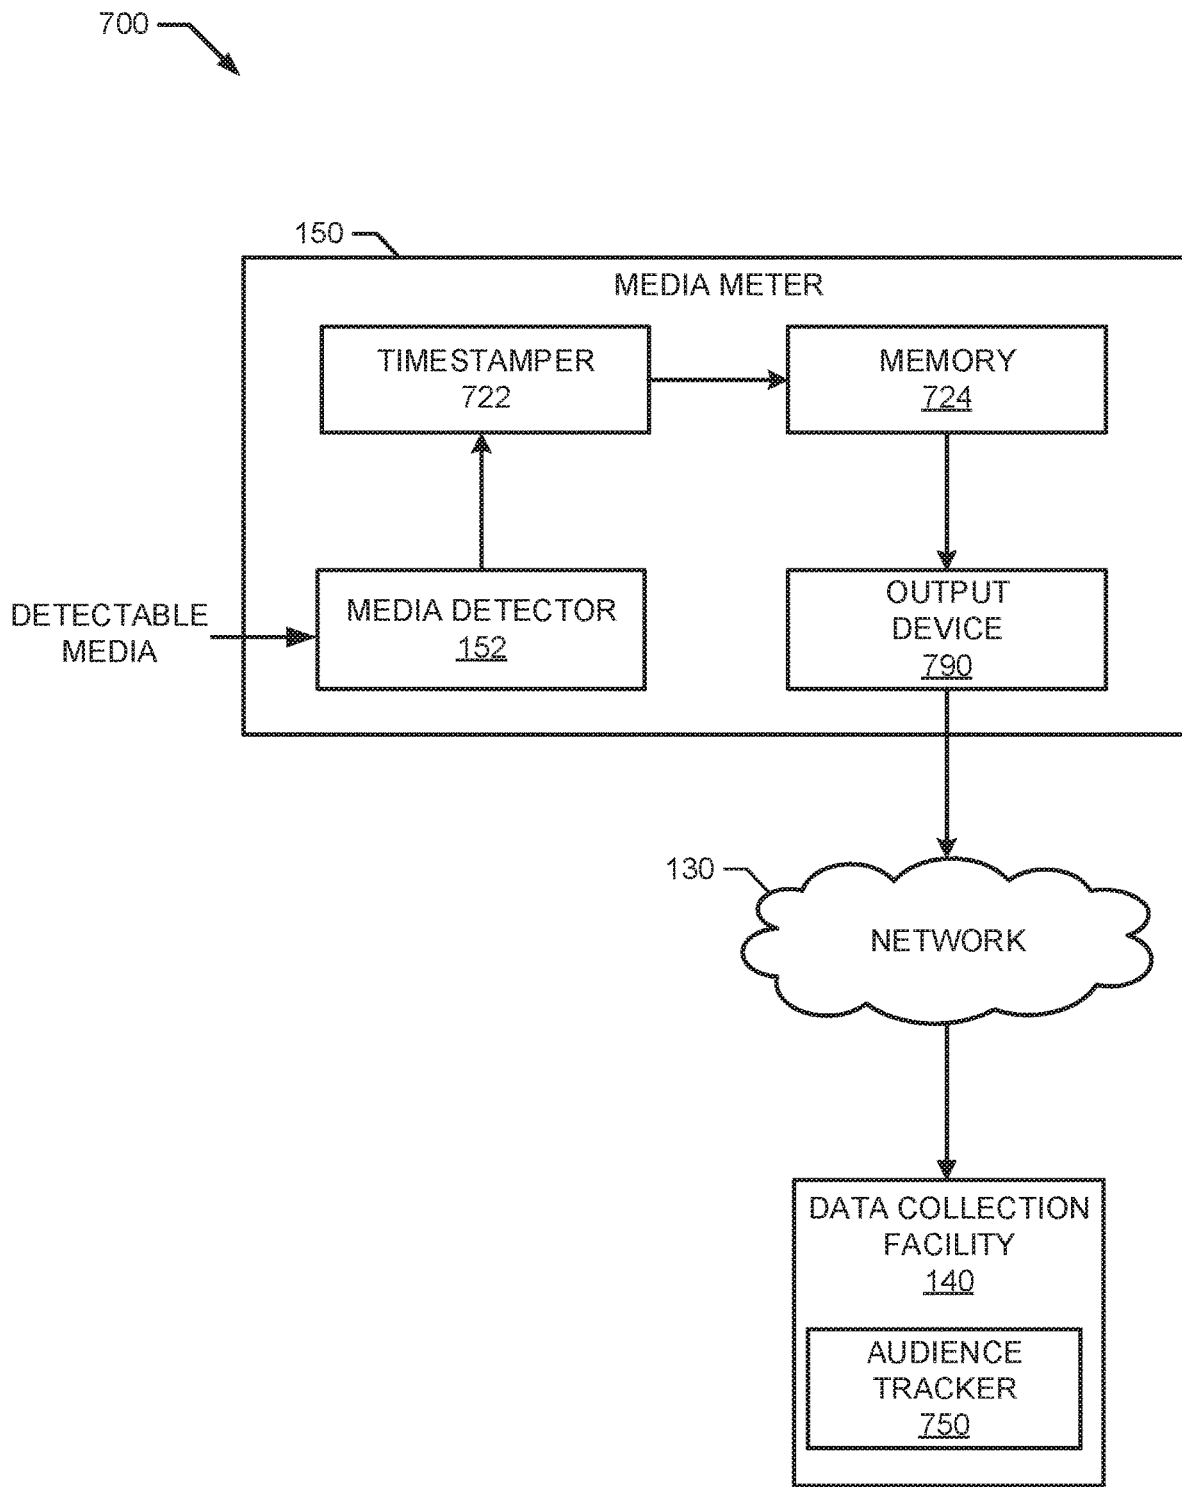 700
150
MEDIA METER
TIMESTAMPER
722
MEMORY
724
DETECTABLE
MEDIA
MEDIA DETECTOR
152
OUTPUT
DEVICE
790
130
NETWORK
DATA COLLECTION
FACILITY
140
AUDIENCE
TRACKER
750